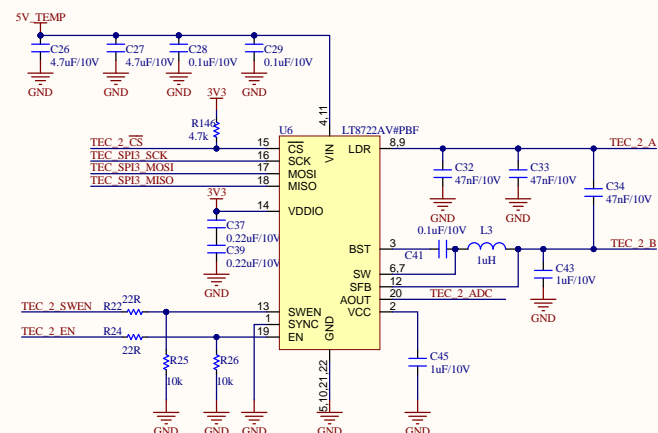 5V_TEMP
C26
4.7uF/10V
C27
4.7uF/10V
C28
0.1uF/10V
C29
0.1uF/10V
GND
GND
GND
GND
3V3
R146
4.7k
4,11
U6
LT8722AV#PBF
VIN
TEC_2_CS
15
CS
LDR
8,9
TEC_2_A
TEC_SPI3_SCK
16
SCK
TEC_SPI3_MOSI
17
MOSI
TEC_SPI3_MISO
18
MISO
C32
47nF/10V
C33
47nF/10V
C34
47nF/10V
GND
GND
3V3
14
VDDIO
C37
0.22uF/10V
C39
0.22uF/10V
GND
0.1uF/10V
C41
L3
1uH
BST
3
TEC_2_B
SW
6,7
SFB
12
AOUT
20
TEC_2_ADC
VCC
2
C43
1uF/10V
GND
TEC_2_SWEN
R22
22R
13
SWEN
1
SYNC
TEC_2_EN
R24
22R
19
EN
GND
5,10,21,22
R25
10k
R26
10k
C45
1uF/10V
GND
GND
GND
GND
GND